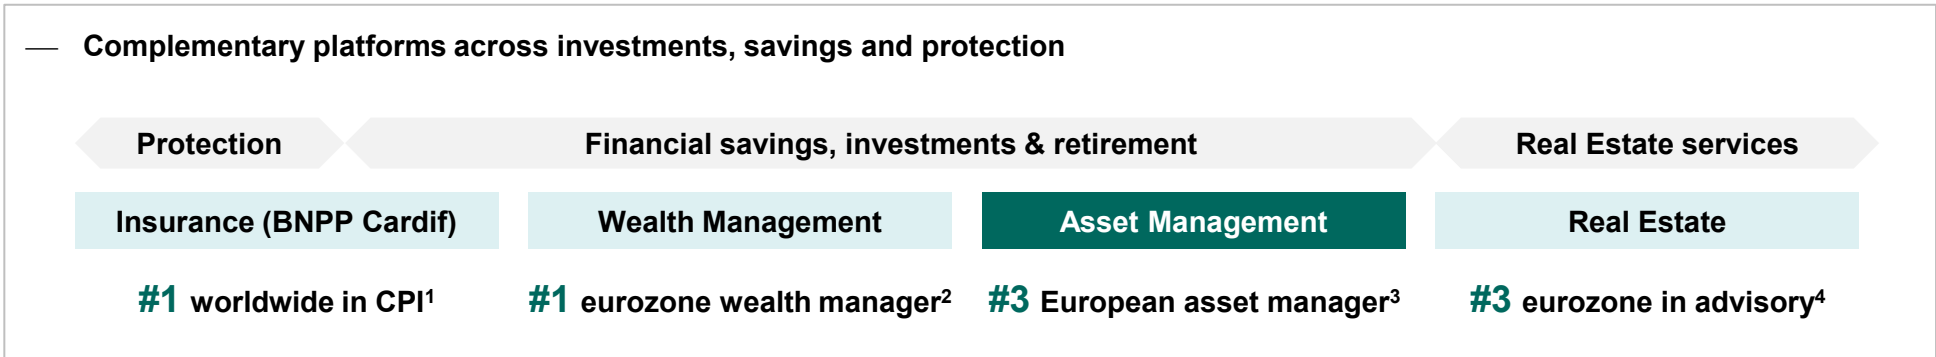 — Complementary platforms across investments, savings and protection
Protection Financial savings, investments & retirement Real Estate services
Insurance (BNPP Cardif) Wealth Management Asset Management Real Estate
#1 worldwide in CPI¹ #1 eurozone wealth manager² #3 European asset manager³ #3 eurozone in advisory⁴